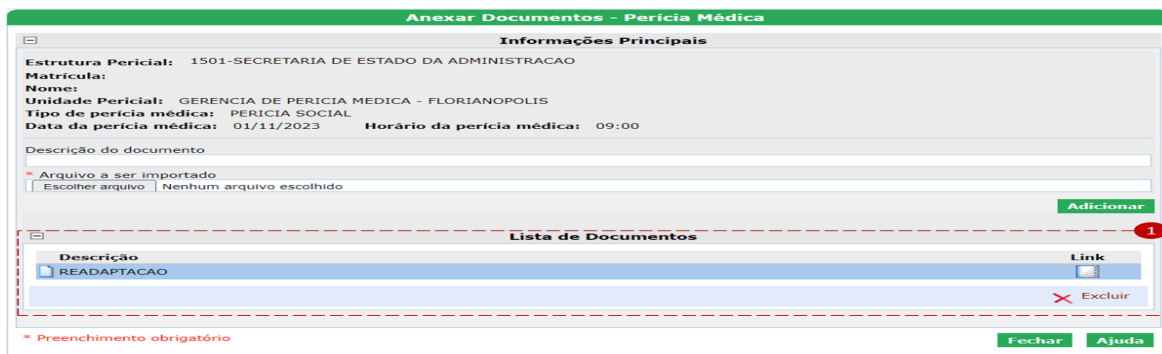 Anexar Documentos - Perícia Médica
Informações Principais
Estrutura Pericial: 1501-SECRETARIA DE ESTADO DA ADMINISTRACAO
Matrícula:
Nome:
Unidade Pericial: GERENCIA DE PERICIA MEDICA - FLORIANOPOLIS
Tipo de perícia médica: PERICIA SOCIAL
Data da perícia médica: 01/11/2023 Horário da perícia médica: 09:00
Descrição do documento
* Arquivo a ser importado
Escolher arquivo Nenhum arquivo escolhido
Adicionar
Lista de Documentos 1
Descrição Link
READAPTACAO
Excluir
* Preenchimento obrigatório Fechar Ajuda